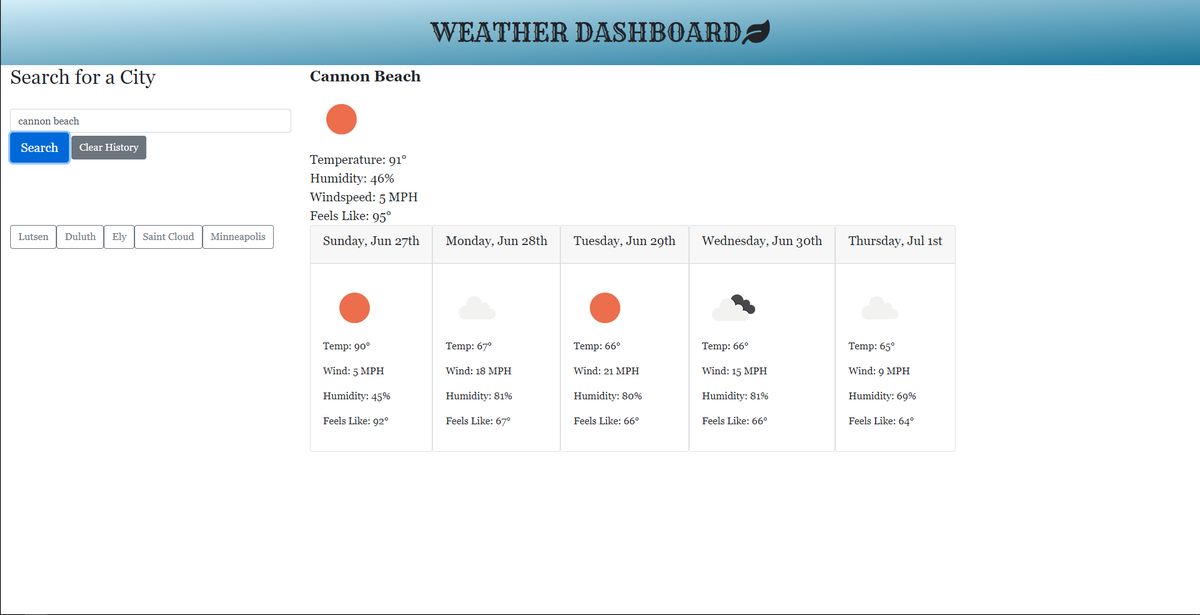 WEATHER DASHBOARD
Search for a City
cannon beach
Search Clear History
Lutsen Duluth Ely Saint Cloud Minneapolis
Cannon Beach
Temperature: 91°
Humidity: 46%
Windspeed: 5 MPH
Feels Like: 95°
Sunday, Jun 27th
Temp: 90°
Wind: 5 MPH
Humidity: 45%
Feels Like: 92°
Monday, Jun 28th
Temp: 67°
Wind: 18 MPH
Humidity: 81%
Feels Like: 67°
Tuesday, Jun 29th
Temp: 66°
Wind: 21 MPH
Humidity: 80%
Feels Like: 66°
Wednesday, Jun 30th
Temp: 66°
Wind: 15 MPH
Humidity: 81%
Feels Like: 66°
Thursday, Jul 1st
Temp: 65°
Wind: 9 MPH
Humidity: 69%
Feels Like: 64°